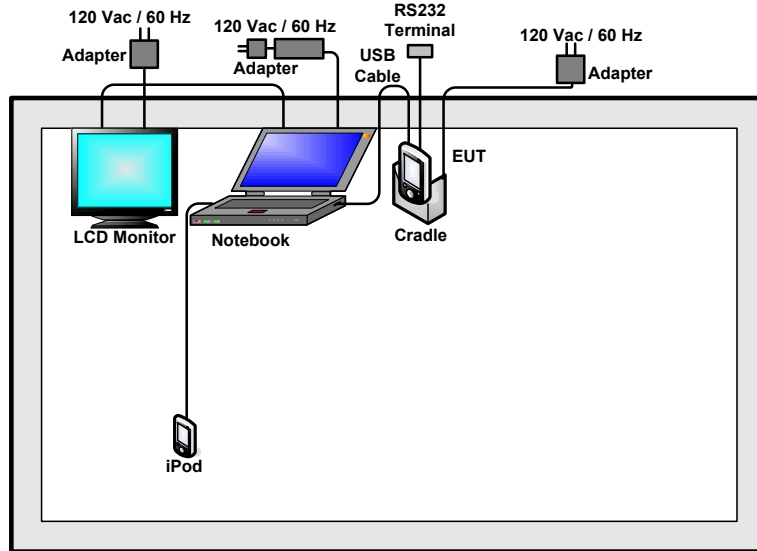 120 Vac / 60 Hz
Adapter
120 Vac / 60 Hz
Adapter
USB
Cable
RS232
Terminal
120 Vac / 60 Hz
Adapter
EUT
LCD Monitor
Notebook
Cradle
iPod